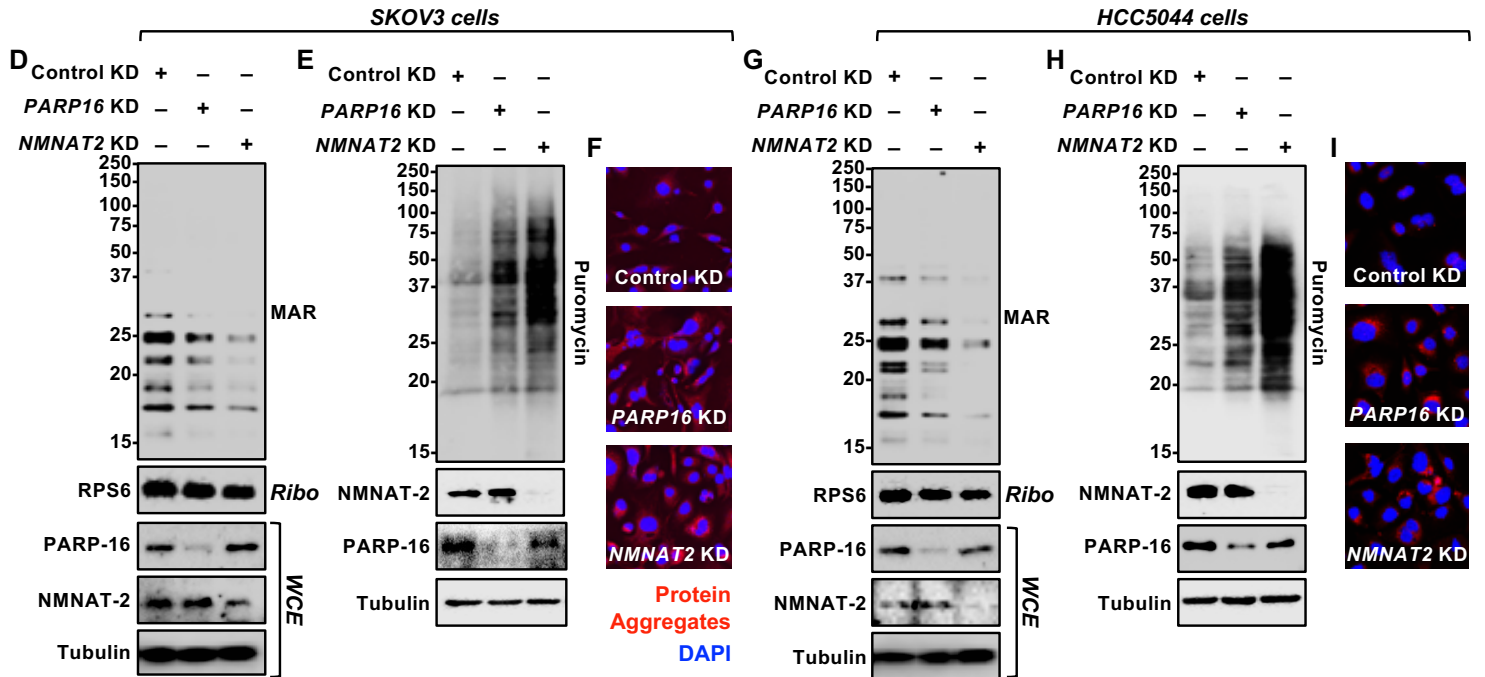 SKOV3 cells
HCC5044 cells
D
Control KD + – –
PARP16 KD – + –
NMNAT2 KD – – +
250
150
100
75
50
37
25
20
15
MAR
RPS6
Ribo
PARP-16
NMNAT-2
Tubulin
WCE
E
Control KD + – –
PARP16 KD – + –
NMNAT2 KD – – +
250
150
100
75
50
37
25
20
15
Puromycin
NMNAT-2
PARP-16
Tubulin
F
Control KD
PARP16 KD
NMNAT2 KD
Protein
Aggregates
DAPI
G
Control KD + – –
PARP16 KD – + –
NMNAT2 KD – – +
250
150
100
75
50
37
25
20
15
MAR
RPS6
Ribo
PARP-16
NMNAT-2
Tubulin
WCE
H
Control KD + – –
PARP16 KD – + –
NMNAT2 KD – – +
250
150
100
75
50
37
25
20
15
Puromycin
NMNAT-2
PARP-16
Tubulin
I
Control KD
PARP16 KD
NMNAT2 KD